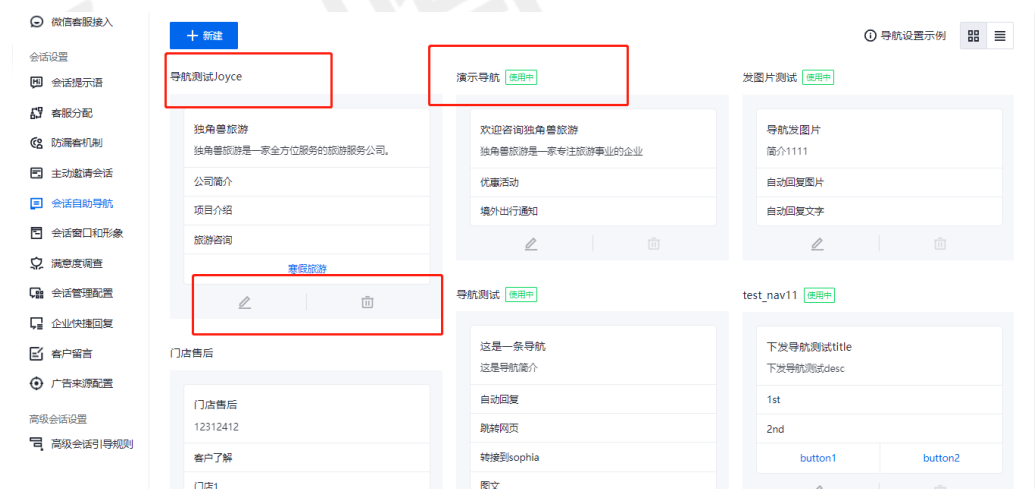 微信客服接入
会话设置
会话提示语
客服分配
防漏客机制
主动邀请会话
会话自助导航
会话窗口和形象
满意度调查
会话管理配置
企业快捷回复
客户留言
广告来源配置
高级会话设置
高级会话引导规则
新建
导航设置示例
导航测试Joyce
独角兽旅游
独角兽旅游是一家全方位服务的旅游服务公司。
公司简介
项目介绍
旅游咨询
寒假旅游
门店售后
门店售后
12312412
客户了解
门店1
演示导航 使用中
欢迎咨询独角兽旅游
独角兽旅游是一家专注旅游事业的企业
优惠活动
境外出行通知
导航测试 使用中
这是一条导航
这是导航简介
自动回复
跳转网页
转接到sophia
图文
发图片测试 使用中
导航发图片
简介1111
自动回复图片
自动回复文字
test_nav11 使用中
下发导航测试title
下发导航测试desc
1st
2nd
button1 button2